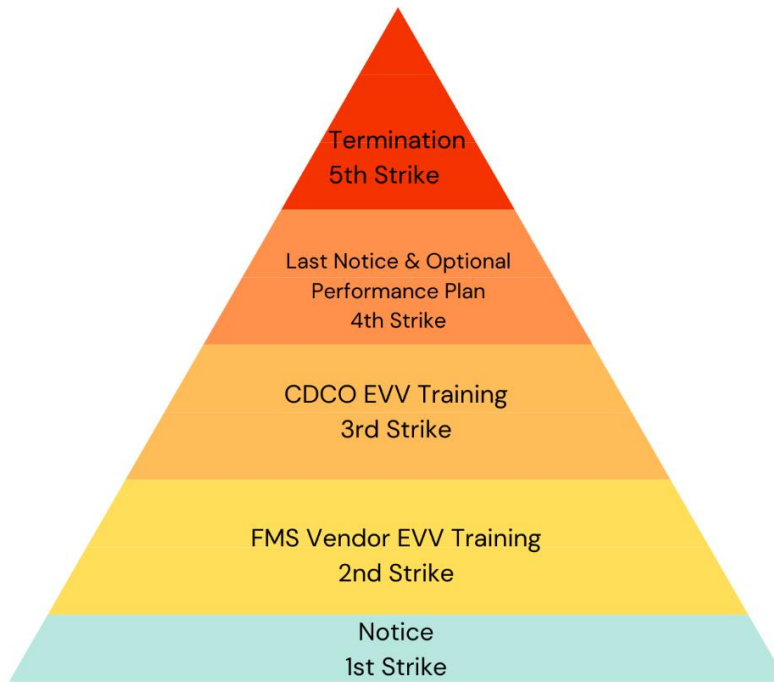 Termination
5th Strike
Last Notice & Optional
Performance Plan
4th Strike
CDCO EVV Training
3rd Strike
FMS Vendor EVV Training
2nd Strike
Notice
1st Strike